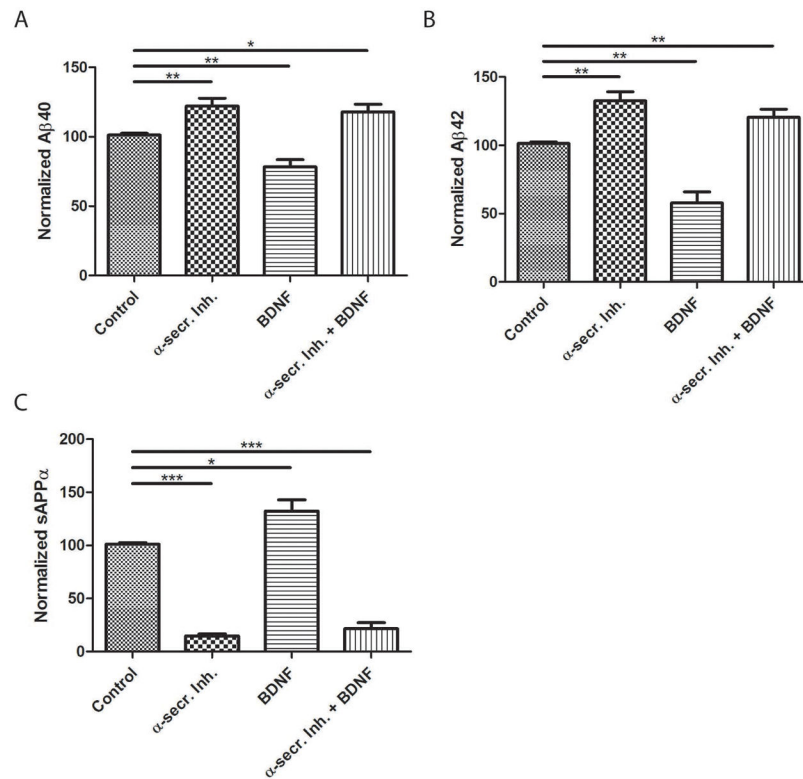 A
*
**
**
150
100
50
0
Normalized Aβ40
Control
α-secr. Inh.
BDNF
α-secr. Inh. + BDNF
B
**
**
**
150
100
50
0
Normalized Aβ42
Control
α-secr. Inh.
BDNF
α-secr. Inh. + BDNF
C
***
*
***
200
150
100
50
0
Normalized sAPPα
Control
α-secr. Inh.
BDNF
α-secr. Inh. + BDNF